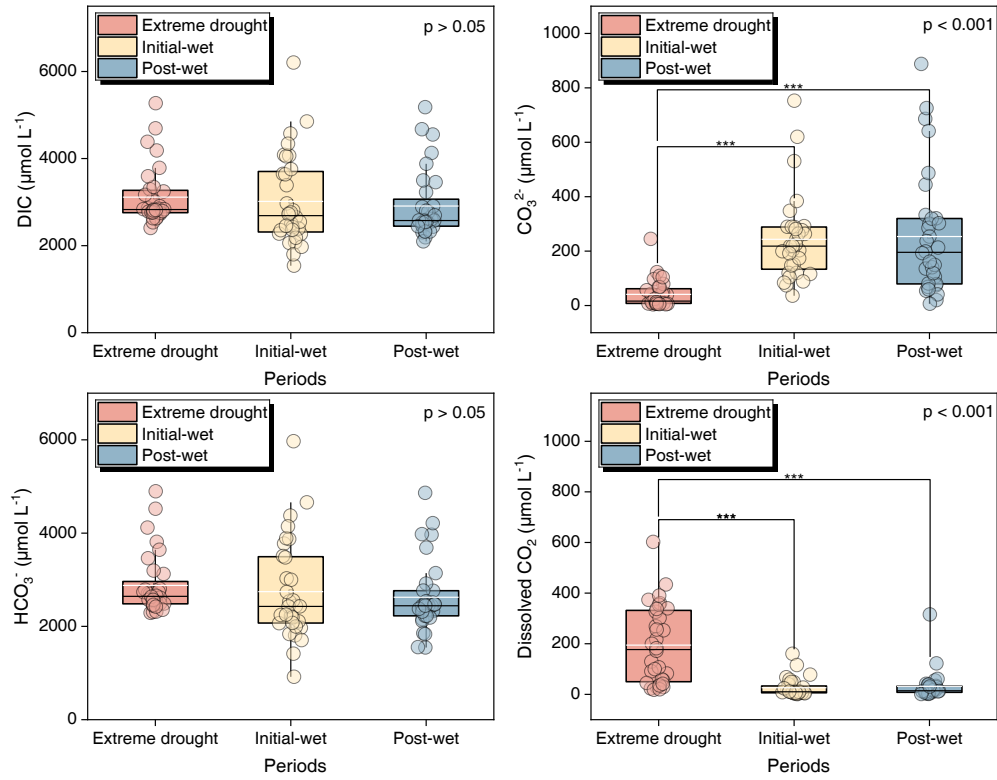 DIC (μmol L⁻¹)
6000
4000
2000
0
Extreme drought
Initial-wet
Post-wet
p > 0.05
Extreme drought Initial-wet Post-wet
Periods
CO₃²⁻ (μmol L⁻¹)
1000
800
600
400
200
0
Extreme drought
Initial-wet
Post-wet
p < 0.001
***
***
Extreme drought Initial-wet Post-wet
Periods
HCO₃⁻ (μmol L⁻¹)
6000
4000
2000
0
Extreme drought
Initial-wet
Post-wet
p > 0.05
Extreme drought Initial-wet Post-wet
Periods
Dissolved CO₂ (μmol L⁻¹)
1000
800
600
400
200
0
Extreme drought
Initial-wet
Post-wet
p < 0.001
***
***
Extreme drought Initial-wet Post-wet
Periods